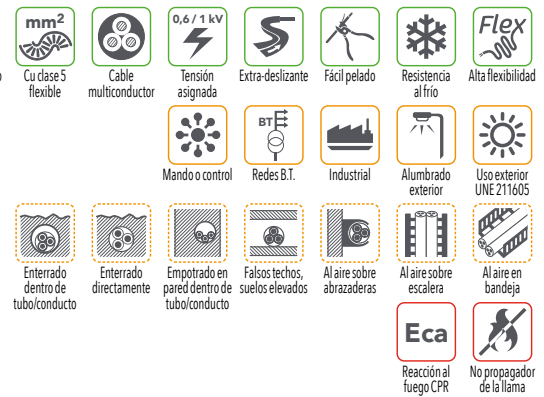 mm²
0,6 / 1 kV
Flex
o
Cu clase 5
flexible
Cable
multiconductor
Tensión
asignada
Extra-deslizante
Fácil pelado
Resistencia
al frío
Alta flexibilidad
BT
Mando o control
Redes B.T.
Industrial
Alumbrado
exterior
Uso exterior
UNE 211605
Enterrado
dentro de
tubo/conducto
Enterrado
directamente
Empotrado en
pared dentro de
tubo/conducto
Falsos techos,
suelos elevados
Al aire sobre
abrazaderas
Al aire sobre
escalera
Al aire en
bandeja
Eca
Reacción al
fuego CPR
No propagador
de la llama